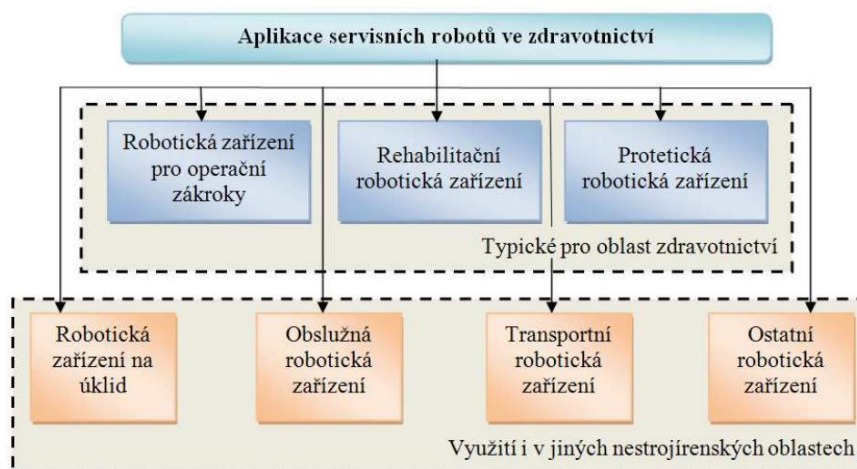 Aplikace servisních robotů ve zdravotnictví
Robotická zařízení
pro operační
zákroky
Rehabilitační
robotická zařízení
Protetická
robotická zařízení
Typické pro oblast zdravotnictví
Robotická
zařízení na
úklid
Obslužná
robotická
zařízení
Transportní
robotická
zařízení
Ostatní
robotická
zařízení
Využití i v jiných nestrojírenských oblastech